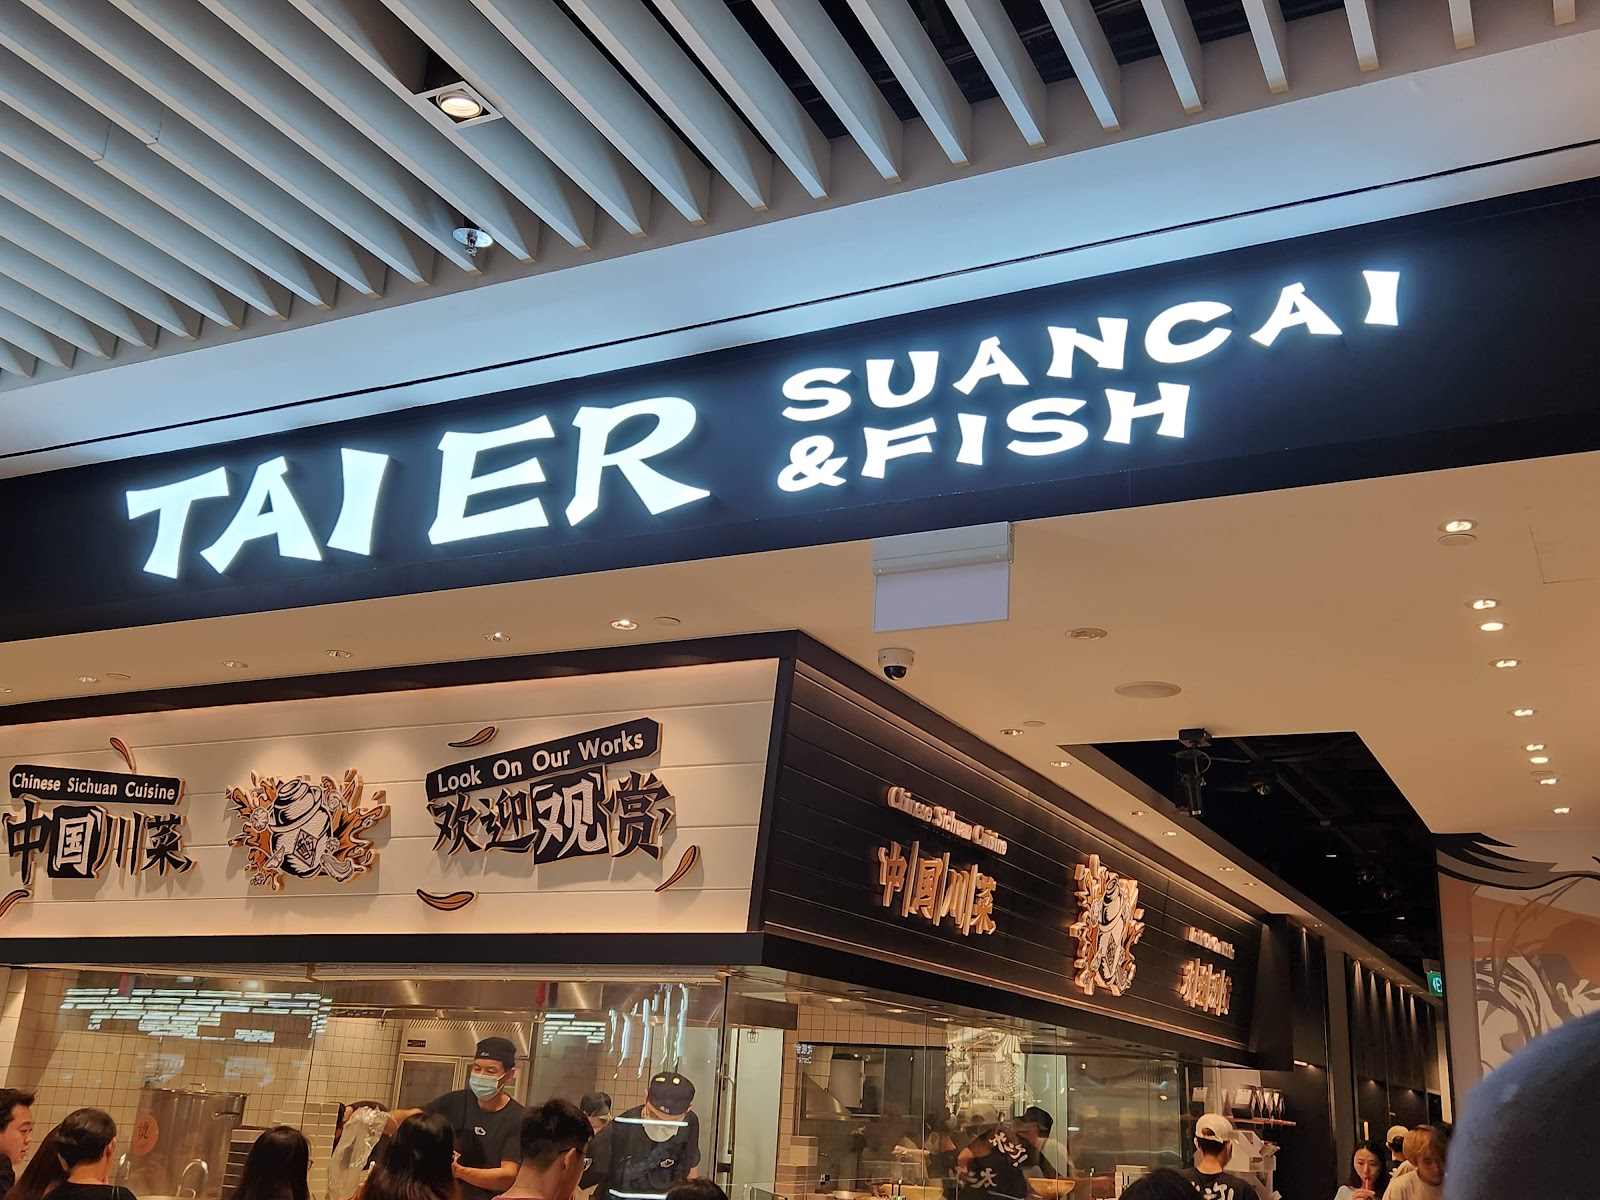 TAI ER SUANCAI
&FISH
Chinese Sichuan Cuisine
中国川菜
Look On Our Works
欢迎观赏
Chinese Sichuan Cuisine
中国川菜